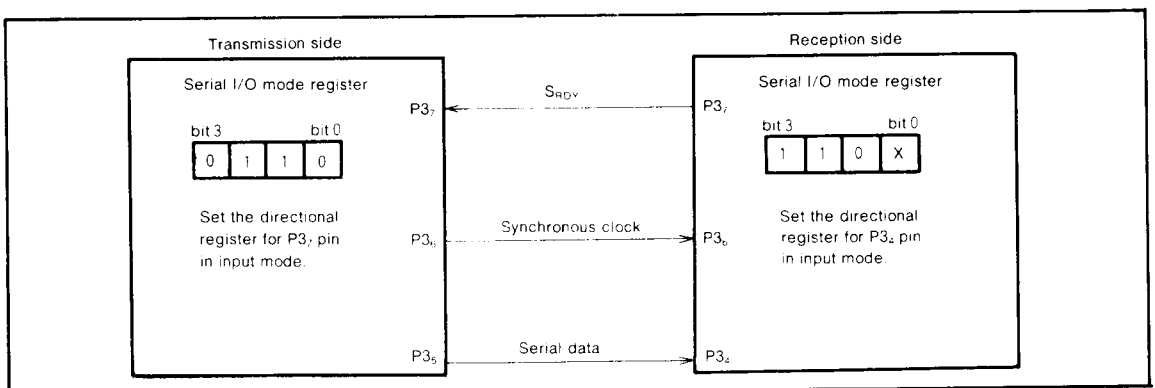 Transmission side
Serial I/O mode register
bit 3 bit 0
0 1 1 0
Set the directional
register for P3₇ pin
in input mode.
P3₇
P3₆
P3₅
S_RDY
Synchronous clock
Serial data
Reception side
Serial I/O mode register
bit 3 bit 0
1 1 0 X
Set the directional
register for P3₄ pin
in input mode.
P3₇
P3₆
P3₄